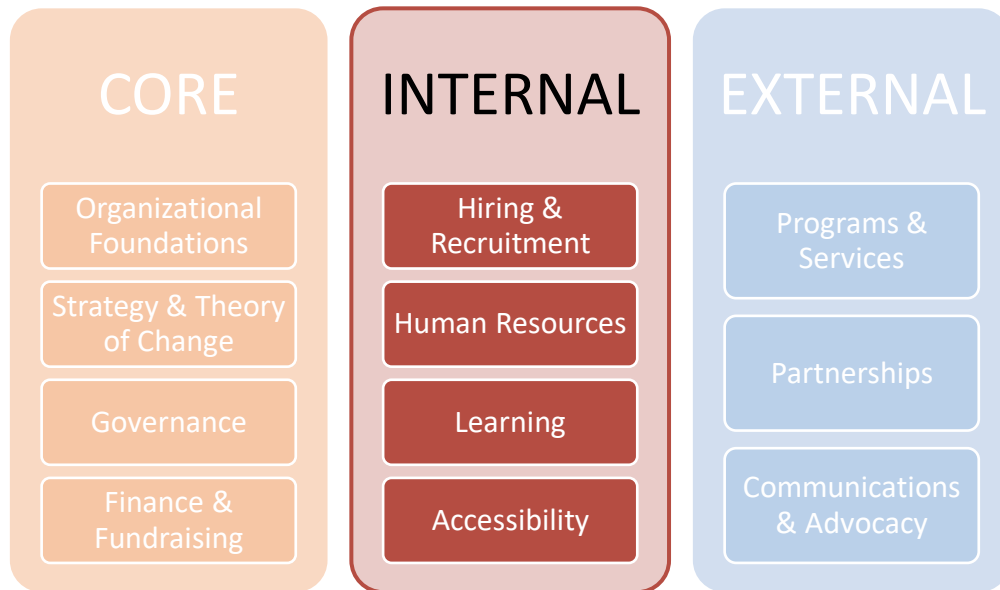 CORE
Organizational
Foundations
Strategy & Theory
of Change
Governance
Finance &
Fundraising
INTERNAL
Hiring &
Recruitment
Human Resources
Learning
Accessibility
EXTERNAL
Programs &
Services
Partnerships
Communications
& Advocacy